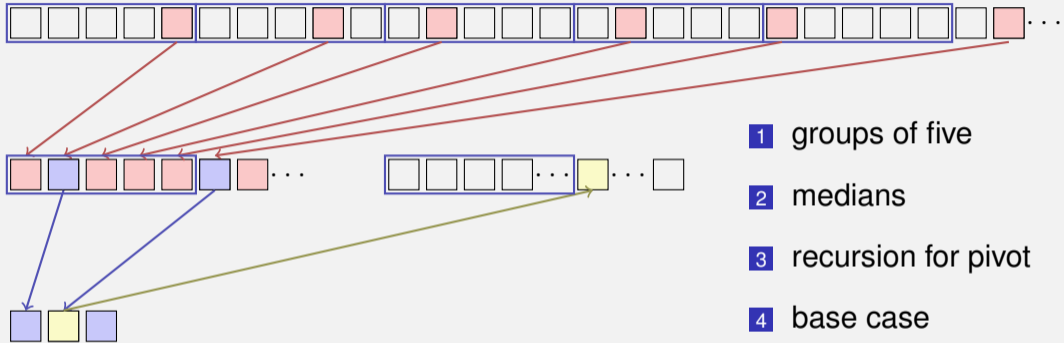 ...
... ... ...
1 groups of five
2 medians
3 recursion for pivot
4 base case